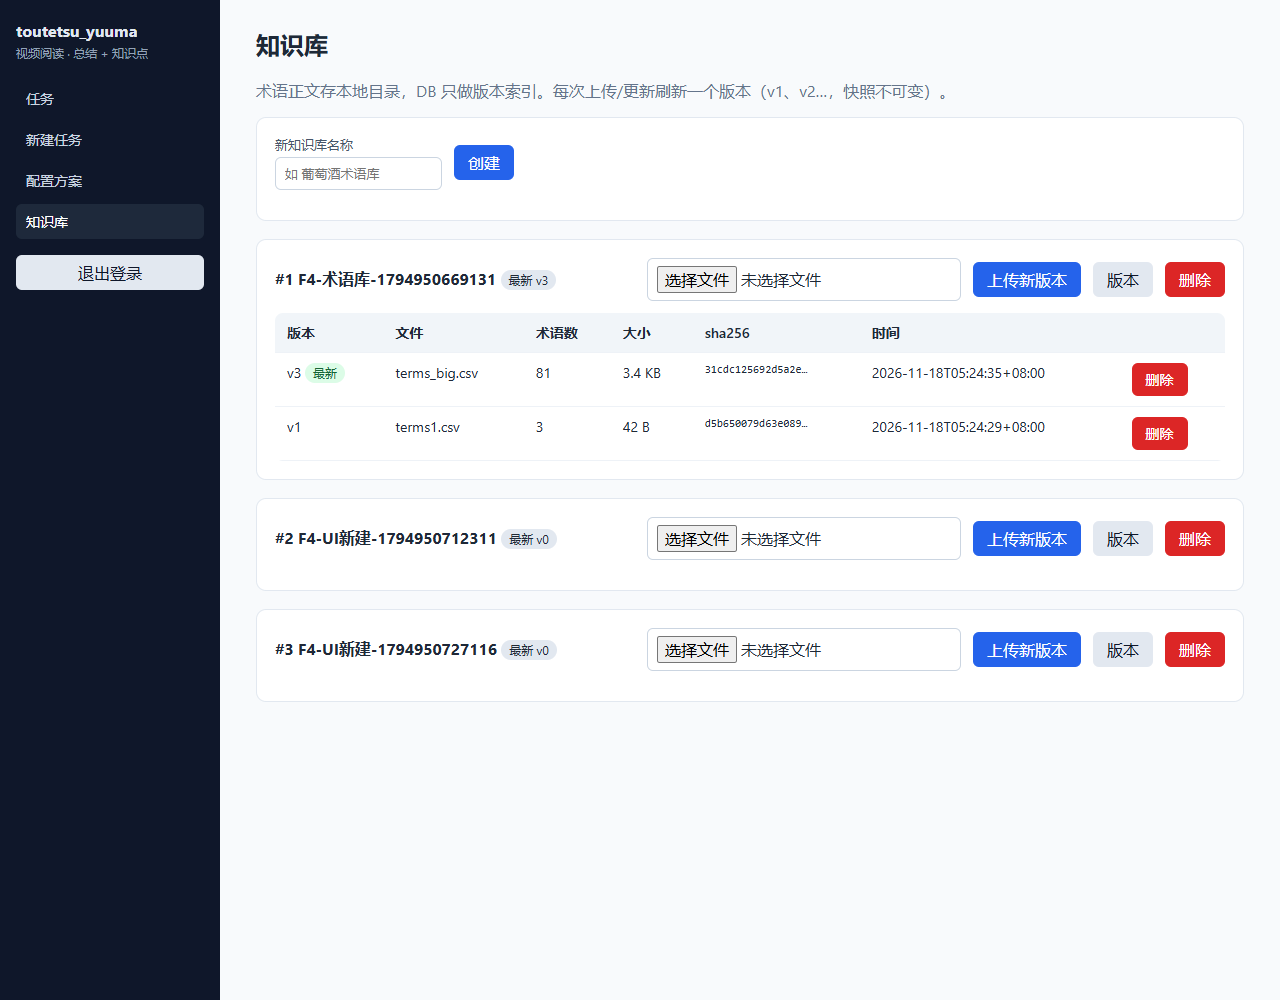 toutetsu_yuuma
视频阅读 · 总结 + 知识点
任务
新建任务
配置方案
知识库
退出登录
知识库
术语正文存本地目录，DB 只做版本索引。每次上传/更新刷新一个版本（v1、v2…，快照不可变）。
新知识库名称
如 葡萄酒术语库
创建
#1 F4-术语库-1794950669131 最新 v3 选择文件 未选择文件 上传新版本 版本 删除
版本 文件 术语数 大小 sha256 时间
v3 最新 terms_big.csv 81 3.4 KB 31cdc125692d5a2e… 2026-11-18T05:24:35+08:00 删除
v1 terms1.csv 3 42 B d5b650079d63e089… 2026-11-18T05:24:29+08:00 删除
#2 F4-UI新建-1794950712311 最新 v0 选择文件 未选择文件 上传新版本 版本 删除
#3 F4-UI新建-1794950727116 最新 v0 选择文件 未选择文件 上传新版本 版本 删除